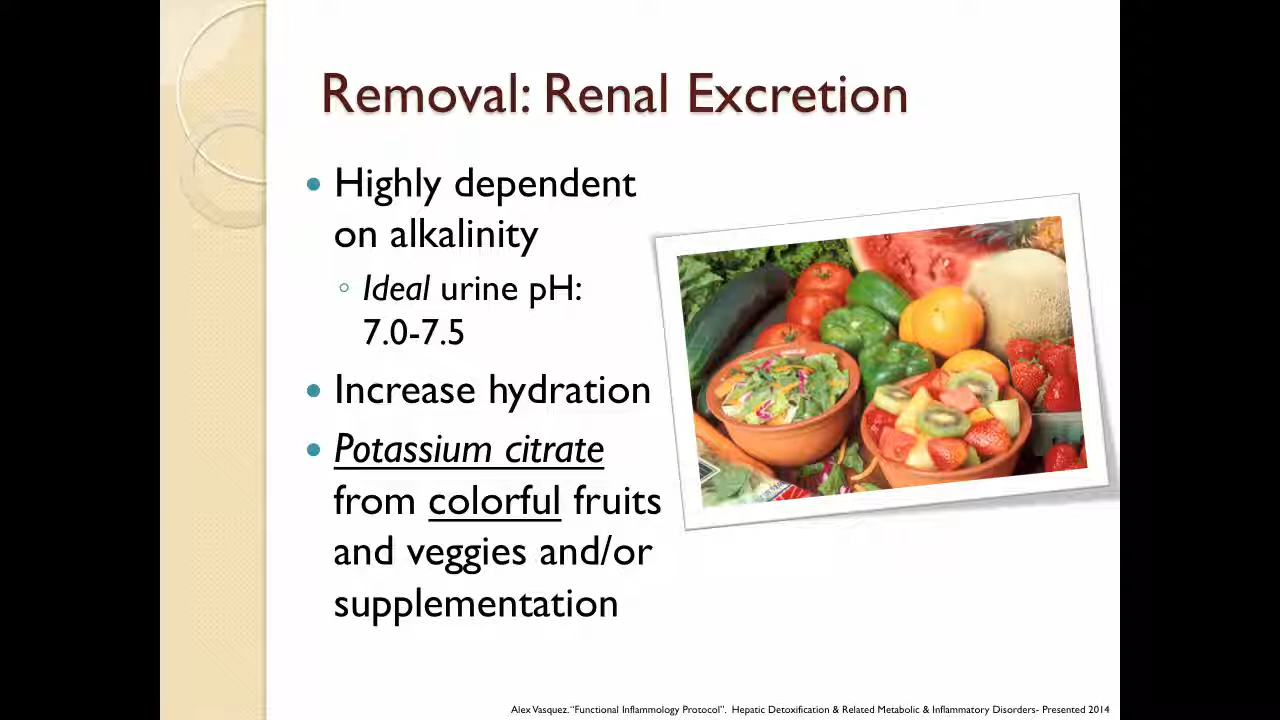 Removal: Renal Excretion
Highly dependent
on alkalinity
Ideal urine pH:
7.0-7.5
Increase hydration
Potassium citrate
from colorful fruits
and veggies and/or
supplementation
Alex Vasquez. "Functional Inflammology Protocol". Hepatic Detoxification & Related Metabolic & Inflammatory Disorders- Presented 2014